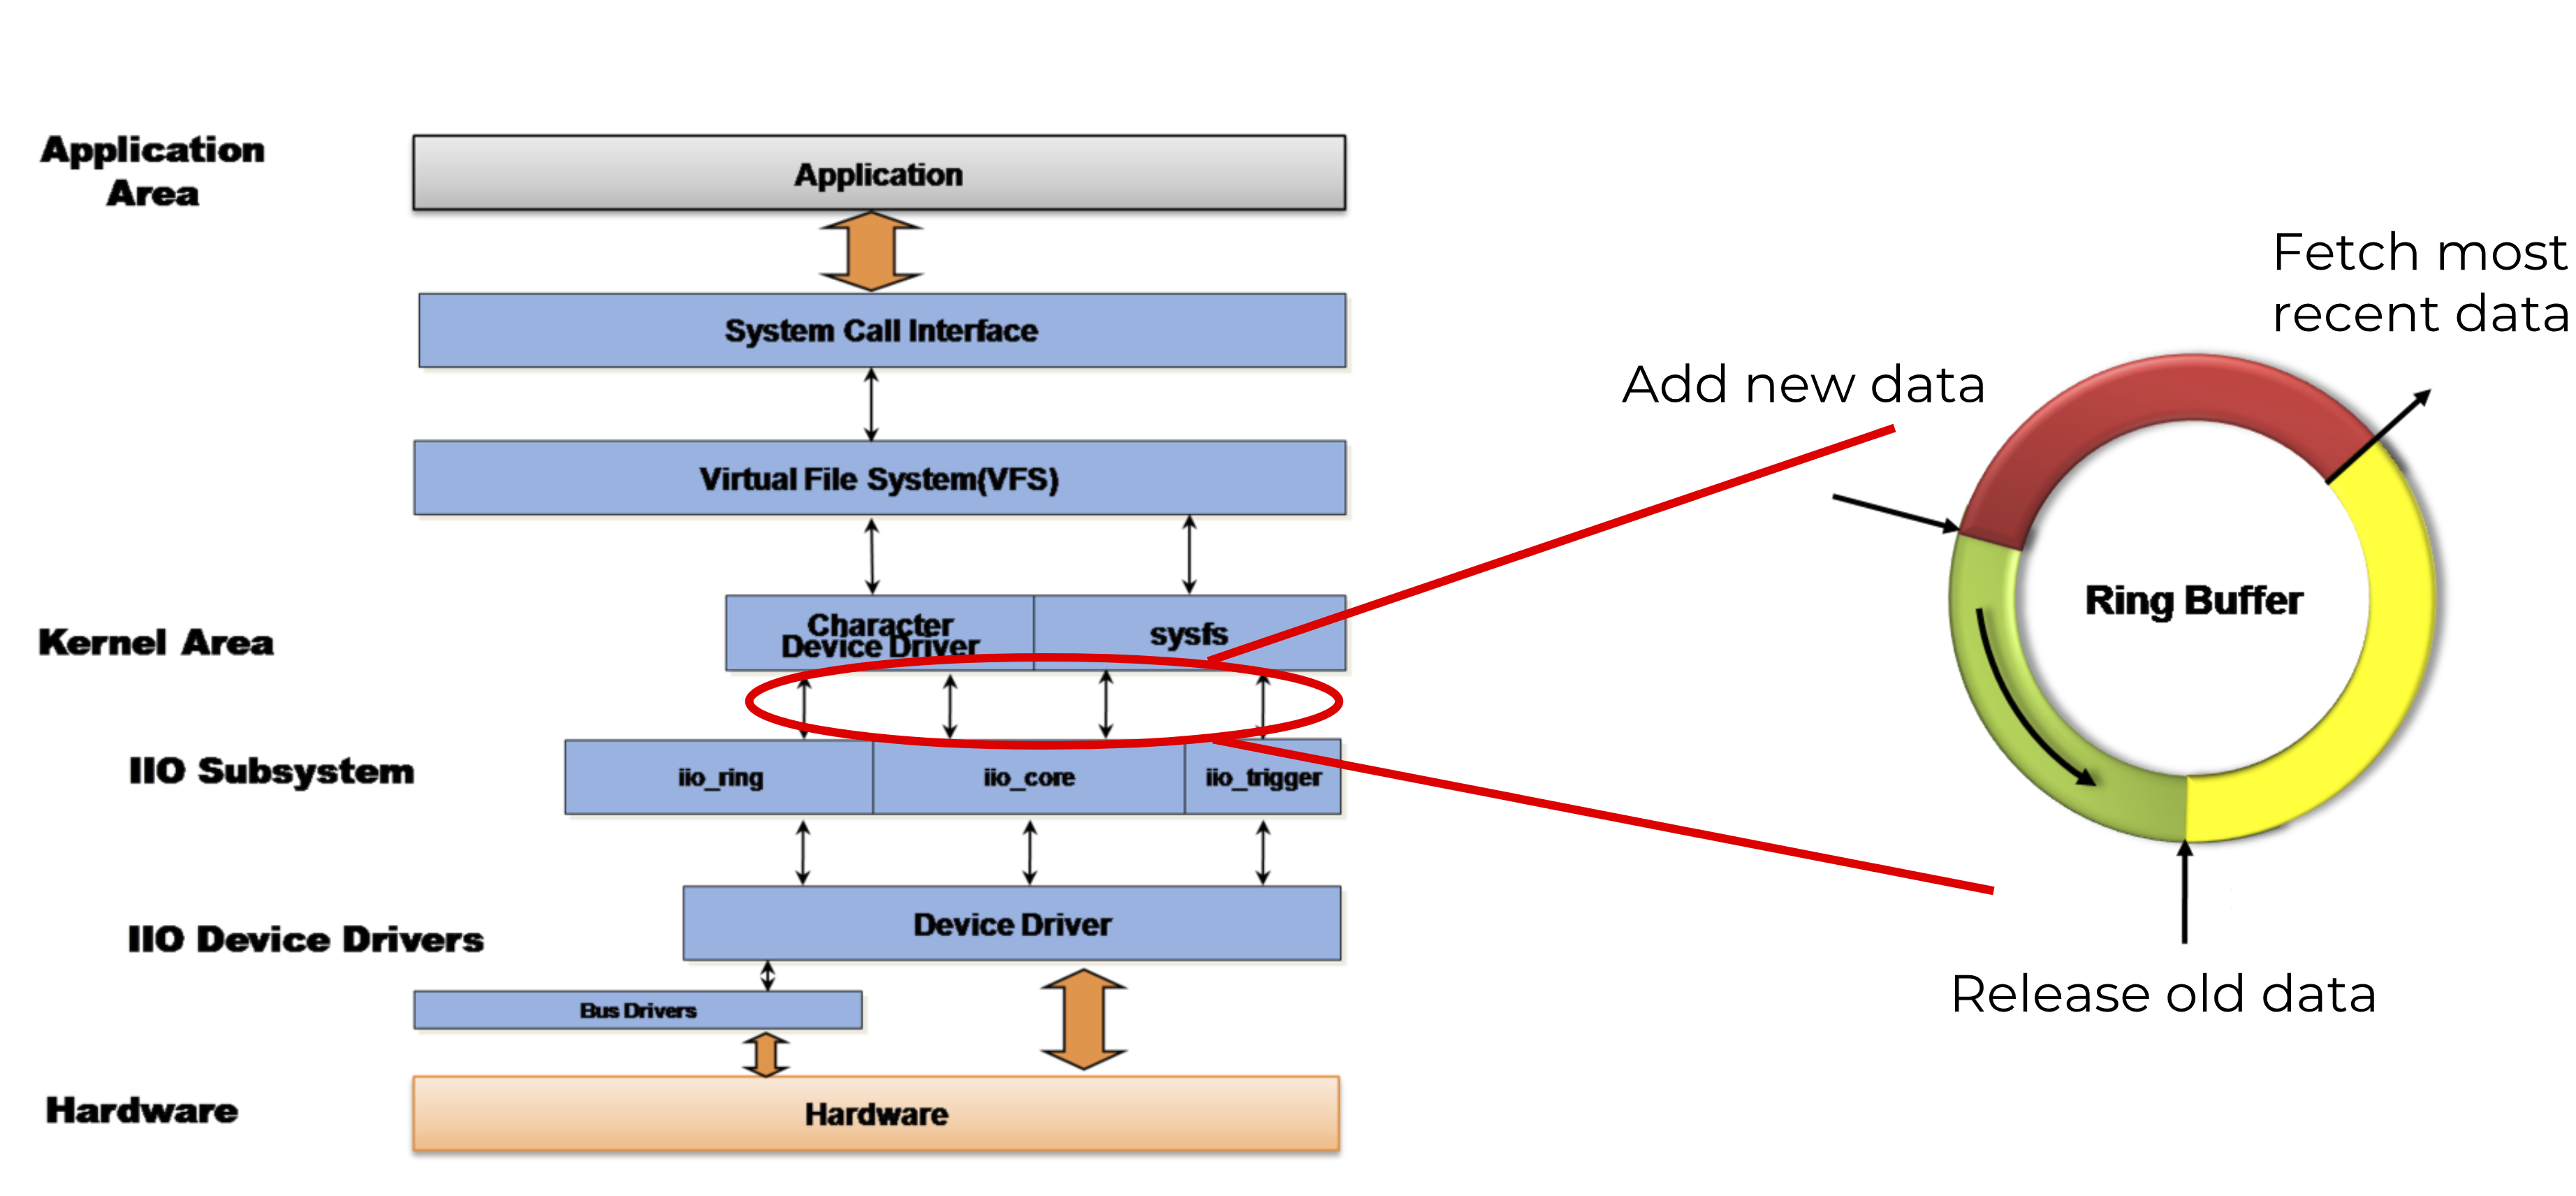 Application
Area
Application
System Call Interface
Virtual File System(VFS)
Kernel Area
Character
Device Driver
sysfs
IIO Subsystem
iio_ring
iio_core
iio_trigger
IIO Device Drivers
Device Driver
Bus Drivers
Hardware
Hardware
Fetch most
recent data
Add new data
Ring Buffer
Release old data